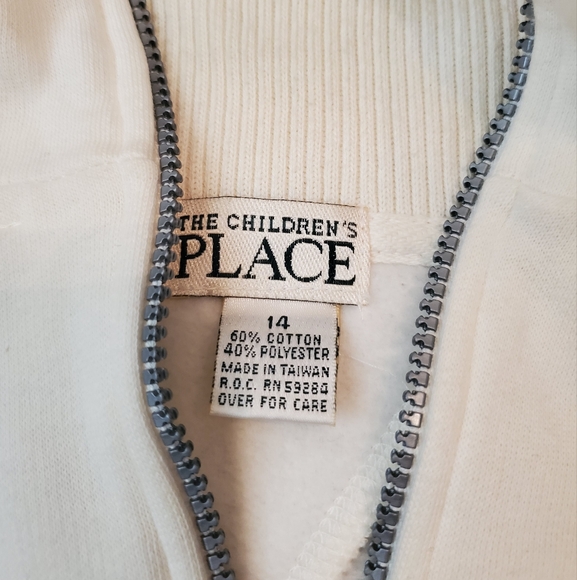 THE CHILDREN'S
PLACE
14
60% COTTON
40% POLYESTER
MADE IN TAIWAN
R.O.C. RN 59284
OVER FOR CARE